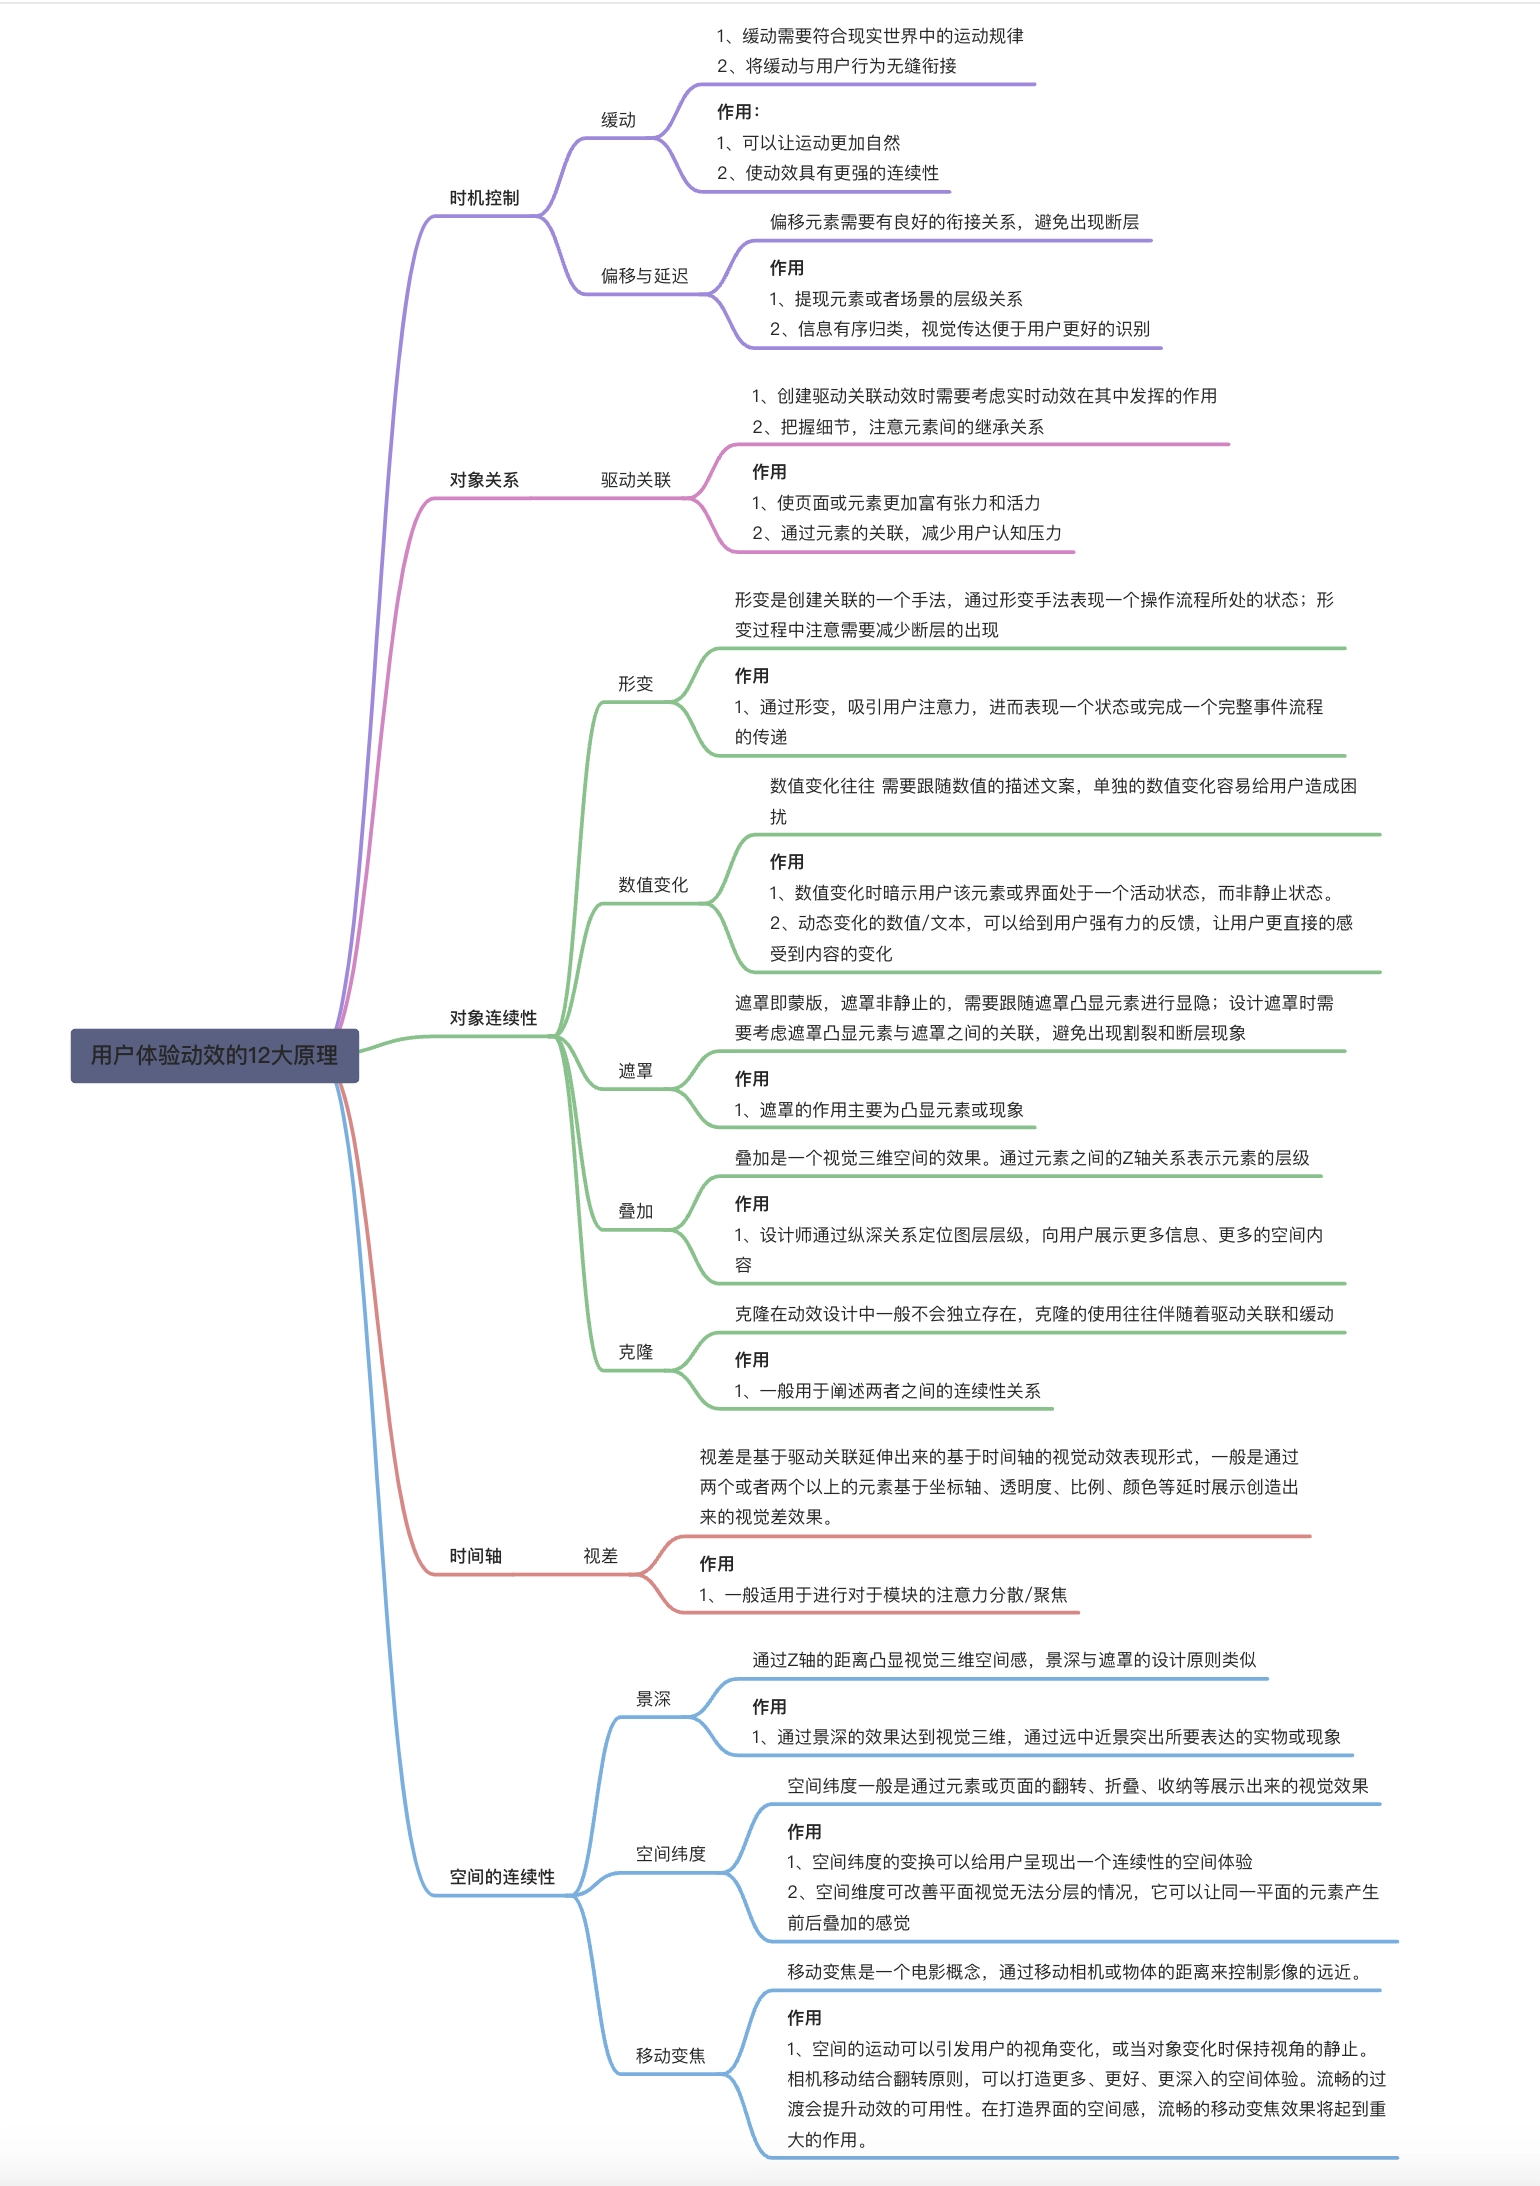 1、缓动需要符合现实世界中的运动规律
2、将缓动与用户行为无缝衔接
缓动
作用：
1、可以让运动更加自然
2、使动效具有更强的连续性
时机控制
偏移元素需要有良好的衔接关系，避免出现断层
偏移与延迟
作用
1、提现元素或者场景的层级关系
2、信息有序归类，视觉传达便于用户更好的识别
1、创建驱动关联动效时需要考虑实时动效在其中发挥的作用
2、把握细节，注意元素间的继承关系
对象关系
驱动关联
作用
1、使页面或元素更加富有张力和活力
2、通过元素的关联，减少用户认知压力
形变是创建关联的一个手法，通过形变手法表现一个操作流程所处的状态；形
变过程中注意需要减少断层的出现
形变
作用
1、通过形变，吸引用户注意力，进而表现一个状态或完成一个完整事件流程
的传递
数值变化往往 需要跟随数值的描述文案，单独的数值变化容易给用户造成困
扰
数值变化
作用
1、数值变化时暗示用户该元素或界面处于一个活动状态，而非静止状态。
2、动态变化的数值/文本，可以给到用户强有力的反馈，让用户更直接的感
受到内容的变化
用户体验动效的12大原理
对象连续性
遮罩即蒙版，遮罩非静止的，需要跟随遮罩凸显元素进行显隐；设计遮罩时需
要考虑遮罩凸显元素与遮罩之间的关联，避免出现割裂和断层现象
遮罩
作用
1、遮罩的作用主要为凸显元素或现象
叠加是一个视觉三维空间的效果。通过元素之间的Z轴关系表示元素的层级
叠加
作用
1、设计师通过纵深关系定位图层层级，向用户展示更多信息、更多的空间内
容
克隆在动效设计中一般不会独立存在，克隆的使用往往伴随着驱动关联和缓动
克隆
作用
1、一般用于阐述两者之间的连续性关系
视差是基于驱动关联延伸出来的基于时间轴的视觉动效表现形式，一般是通过
两个或者两个以上的元素基于坐标轴、透明度、比例、颜色等延时展示创造出
来的视觉差效果。
时间轴
视差
作用
1、一般适用于进行对于模块的注意力分散/聚焦
通过Z轴的距离凸显视觉三维空间感，景深与遮罩的设计原则类似
景深
作用
1、通过景深的效果达到视觉三维，通过远中近景突出所要表达的实物或现象
空间纬度一般是通过元素或页面的翻转、折叠、收纳等展示出来的视觉效果
空间的连续性
空间纬度
作用
1、空间纬度的变换可以给用户呈现出一个连续性的空间体验
2、空间维度可改善平面视觉无法分层的情况，它可以让同一平面的元素产生
前后叠加的感觉
移动变焦是一个电影概念，通过移动相机或物体的距离来控制影像的远近。
移动变焦
作用
1、空间的运动可以引发用户的视角变化，或当对象变化时保持视角的静止。
相机移动结合翻转原则，可以打造更多、更好、更深入的空间体验。流畅的过
渡会提升动效的可用性。在打造界面的空间感，流畅的移动变焦效果将起到重
大的作用。